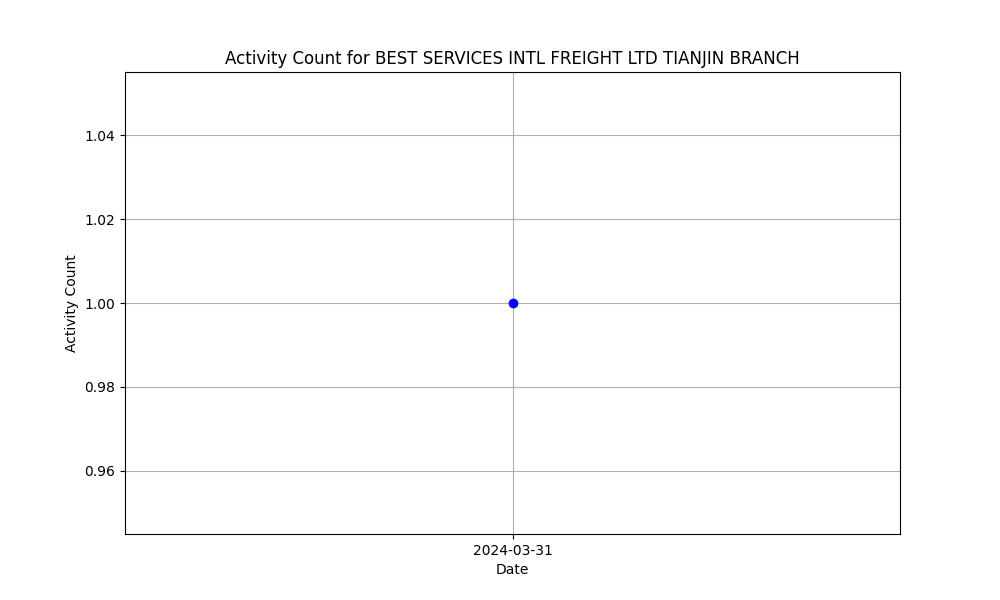 Activity Count for BEST SERVICES INTL FREIGHT LTD TIANJIN BRANCH
1.04
1.02
1.00
0.98
0.96
Activity Count
2024-03-31
Date